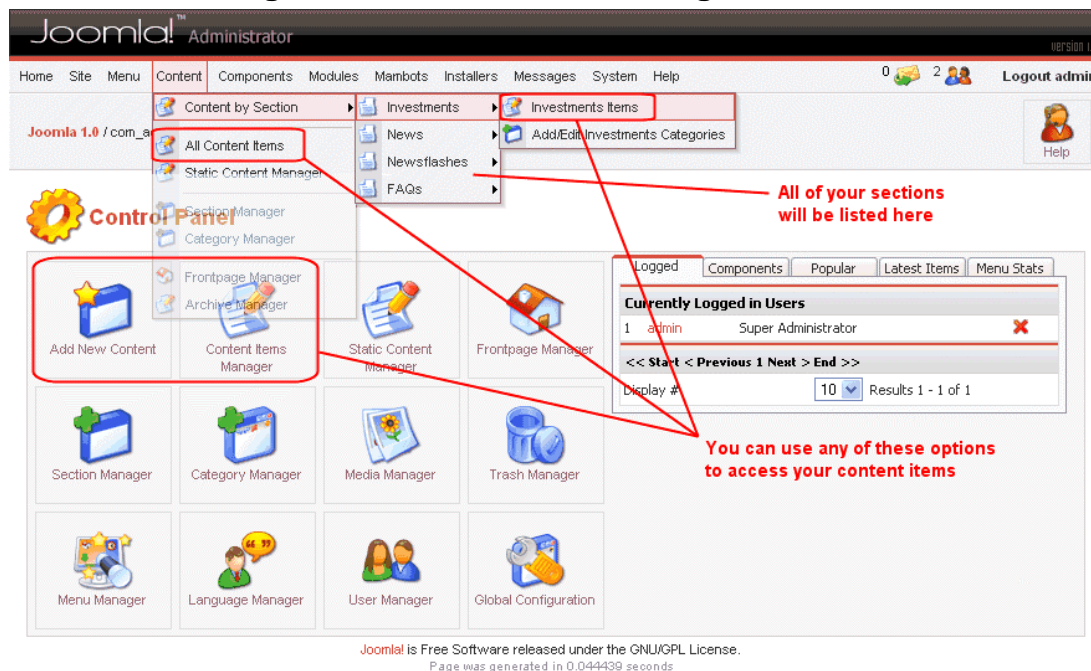 Joomla!™ Administrator
version
Home Site Menu Content Components Modules Mambots Installers Messages System Help 0 2 Logout admin
Joomla 1.0 / com_a
Content by Section
All Content Items
Static Content Manager
Section Manager
Category Manager
Frontpage Manager
Archive Manager
Investments
News
Newsflashes
FAQs
Investments Items
Add/Edit Investments Categories
Help
All of your sections
will be listed here
Control Panel
Add New Content
Content Items
Manager
Static Content
Manager
Frontpage Manager
Section Manager
Category Manager
Media Manager
Trash Manager
Menu Manager
Language Manager
User Manager
Global Configuration
Logged Components Popular Latest Items Menu Stats
Currently Logged in Users
1 admin Super Administrator
<< Start < Previous 1 Next > End >>
Display # 10 Results 1 - 1 of 1
You can use any of these options
to access your content items
Joomla! is Free Software released under the GNU/GPL License.
Page was generated in 0.044439 seconds